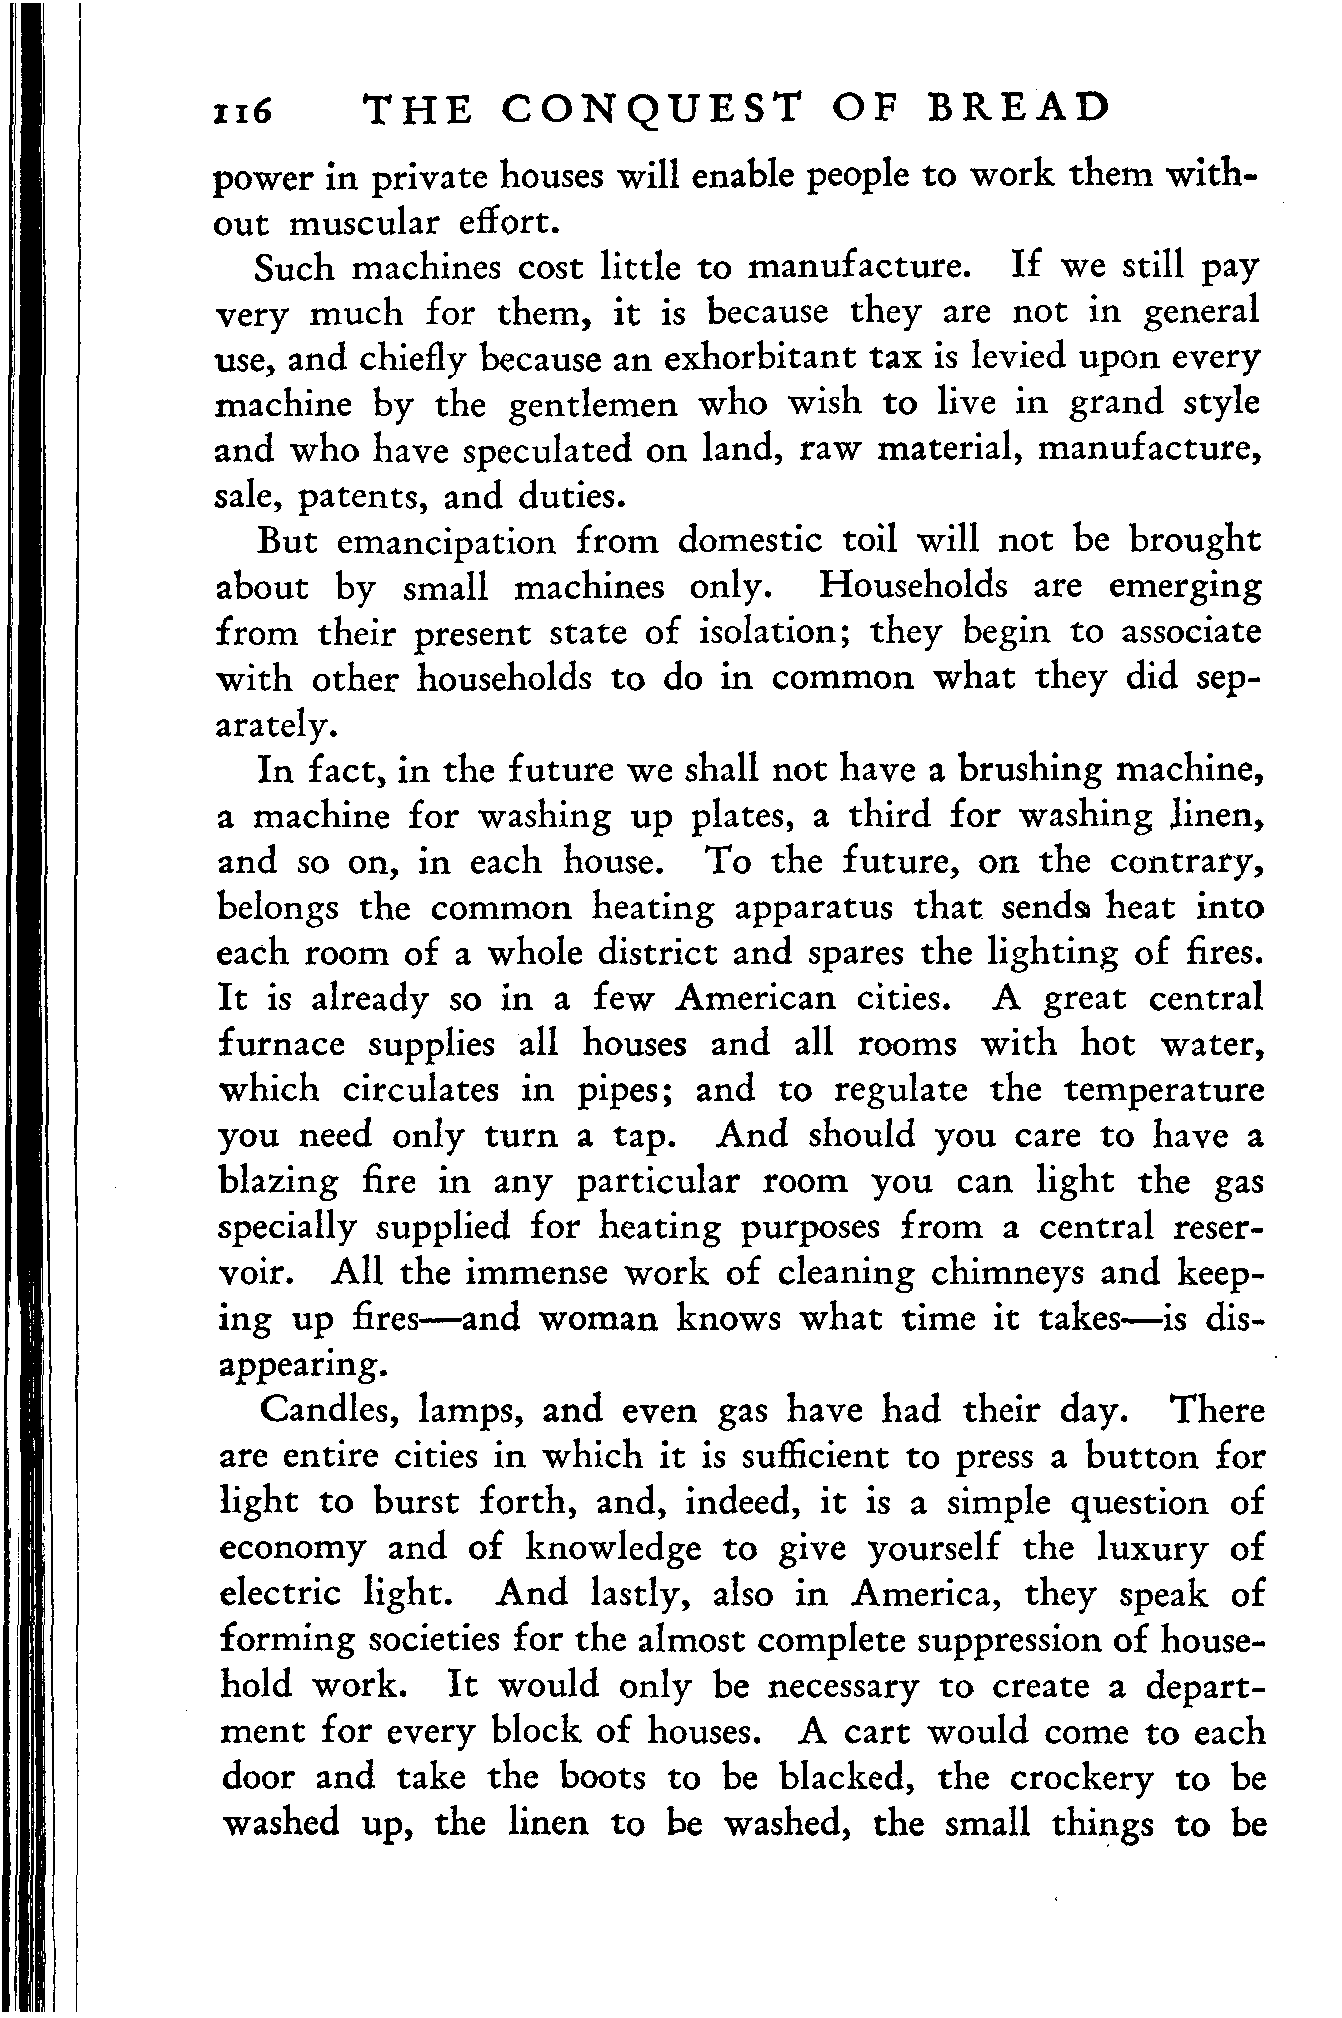 116 THE CONQUEST OF BREAD
power in private houses will enable people to work them with-
out muscular effort.
Such machines cost little to manufacture. If we still pay
very much for them, it is because they are not in general
use, and chiefly because an exhorbitant tax is levied upon every
machine by the gentlemen who wish to live in grand style
and who have speculated on land, raw material, manufacture,
sale, patents, and duties.
But emancipation from domestic toil will not be brought
about by small machines only. Households are emerging
from their present state of isolation; they begin to associate
with other households to do in common what they did sep-
arately.
In fact, in the future we shall not have a brushing machine,
a machine for washing up plates, a third for washing linen,
and so on, in each house. To the future, on the contrary,
belongs the common heating apparatus that sends heat into
each room of a whole district and spares the lighting of fires.
It is already so in a few American cities. A great central
furnace supplies all houses and all rooms with hot water,
which circulates in pipes; and to regulate the temperature
you need only turn a tap. And should you care to have a
blazing fire in any particular room you can light the gas
specially supplied for heating purposes from a central reser-
voir. All the immense work of cleaning chimneys and keep-
ing up fires—and woman knows what time it takes—is dis-
appearing.
Candles, lamps, and even gas have had their day. There
are entire cities in which it is sufficient to press a button for
light to burst forth, and, indeed, it is a simple question of
economy and of knowledge to give yourself the luxury of
electric light. And lastly, also in America, they speak of
forming societies for the almost complete suppression of house-
hold work. It would only be necessary to create a depart-
ment for every block of houses. A cart would come to each
door and take the boots to be blacked, the crockery to be
washed up, the linen to be washed, the small things to be